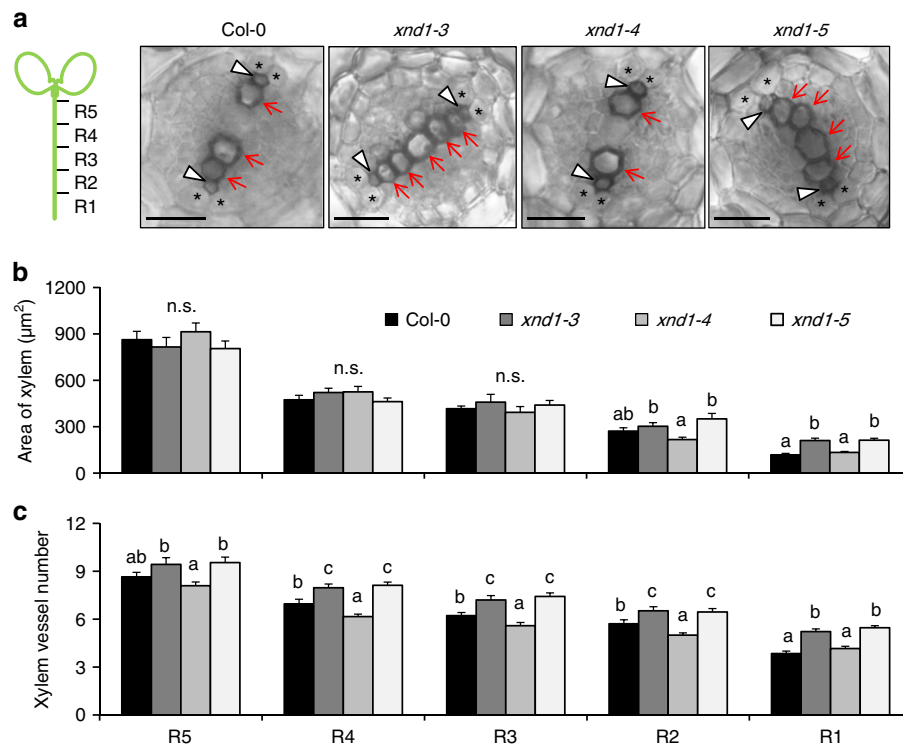 a
Col-0 xnd1-3 xnd1-4 xnd1-5
R5
R4
R3
R2
R1
* * * * * * * * * * * * * * * *
b
Area of xylem (µm²)
1200
900
600
300
0
Col-0 xnd1-3 xnd1-4 xnd1-5
n.s. n.s. n.s. ab b a b a b a b
c
Xylem vessel number
12
9
6
3
0
ab b a b b c a c b c a c b c a c a b a b
R5 R4 R3 R2 R1